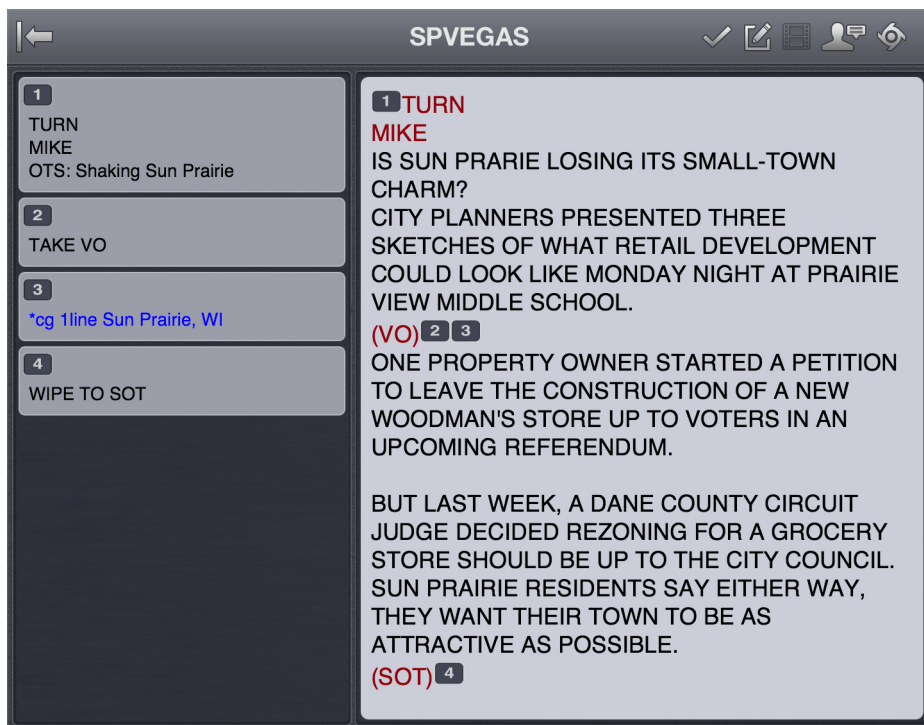 SPVEGAS
1
TURN
MIKE
OTS: Shaking Sun Prairie
2
TAKE VO
3
*cg 1line Sun Prairie, WI
4
WIPE TO SOT
1 TURN
MIKE
IS SUN PRARIE LOSING ITS SMALL-TOWN
CHARM?
CITY PLANNERS PRESENTED THREE
SKETCHES OF WHAT RETAIL DEVELOPMENT
COULD LOOK LIKE MONDAY NIGHT AT PRAIRIE
VIEW MIDDLE SCHOOL.
(VO) 2 3
ONE PROPERTY OWNER STARTED A PETITION
TO LEAVE THE CONSTRUCTION OF A NEW
WOODMAN'S STORE UP TO VOTERS IN AN
UPCOMING REFERENDUM.
BUT LAST WEEK, A DANE COUNTY CIRCUIT
JUDGE DECIDED REZONING FOR A GROCERY
STORE SHOULD BE UP TO THE CITY COUNCIL.
SUN PRAIRIE RESIDENTS SAY EITHER WAY,
THEY WANT THEIR TOWN TO BE AS
ATTRACTIVE AS POSSIBLE.
(SOT) 4